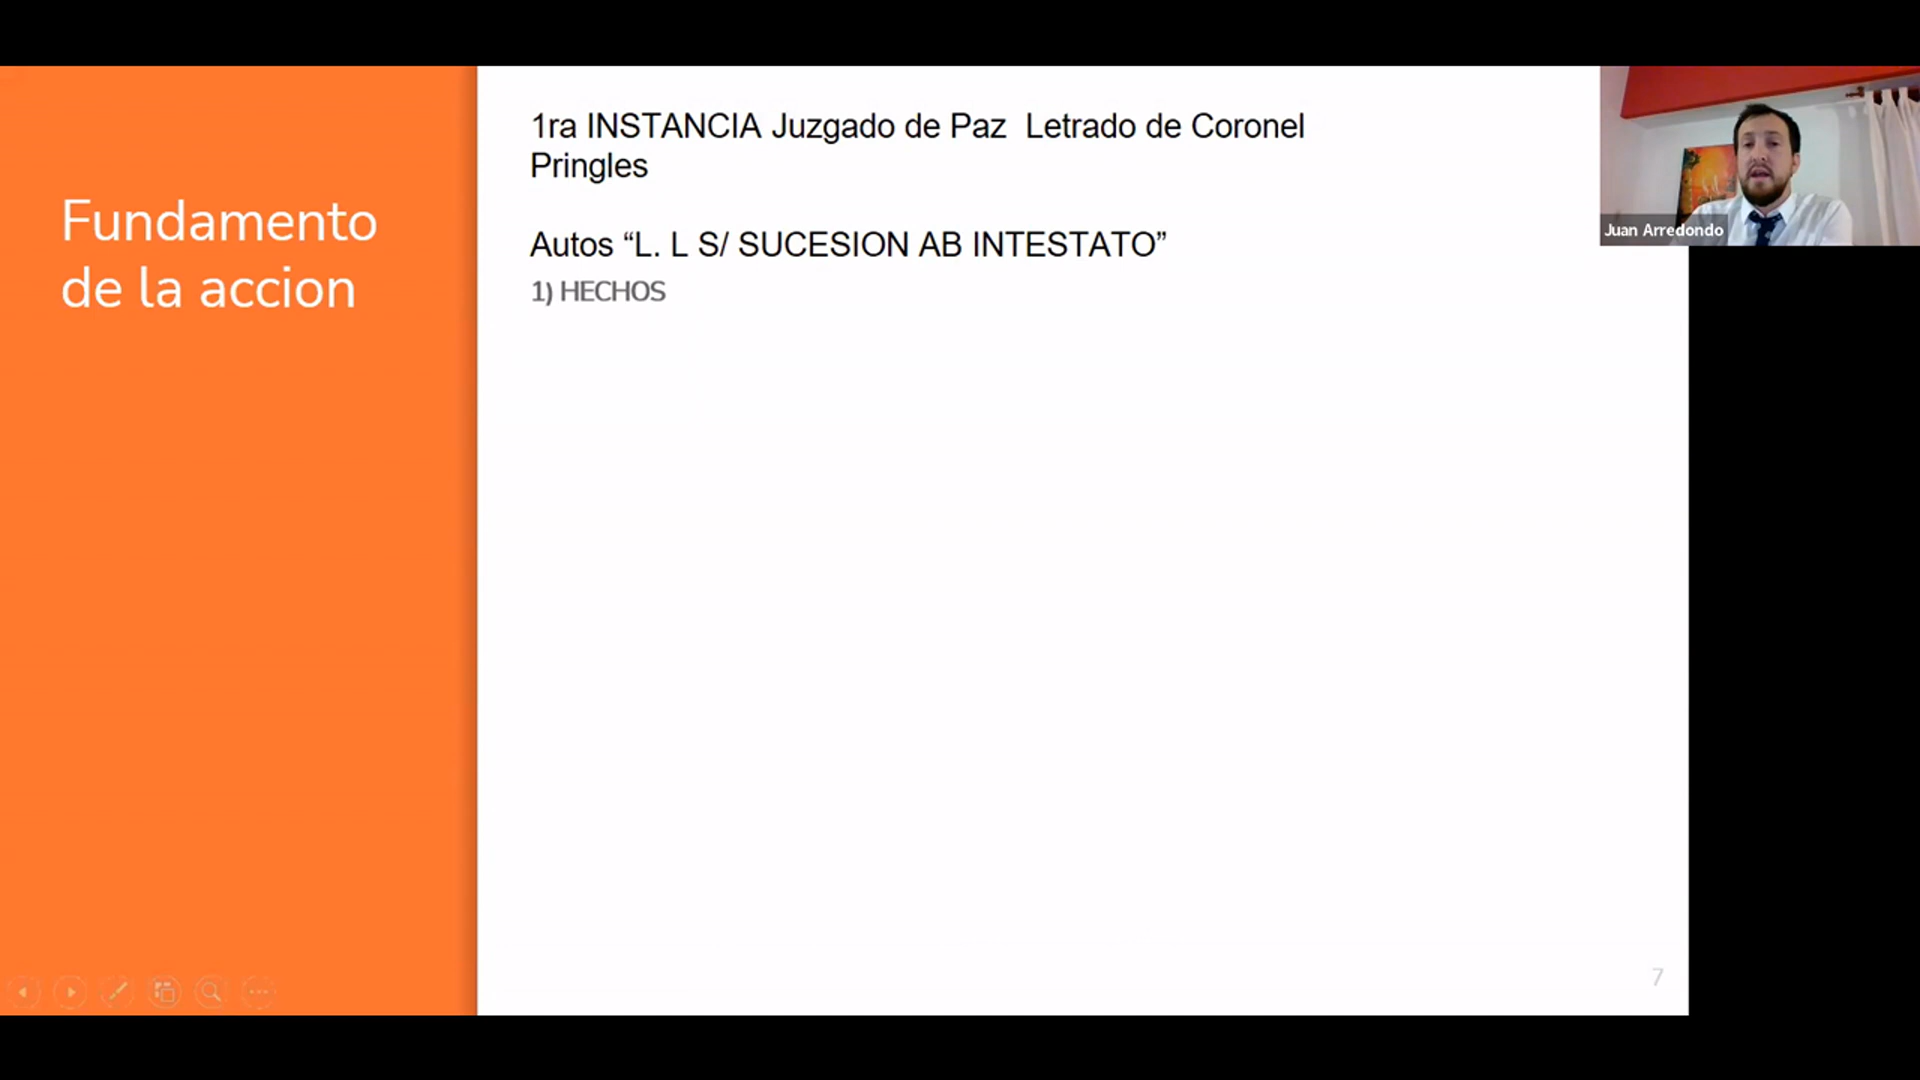 Fundamento
de la accion
1ra INSTANCIA Juzgado de Paz  Letrado de Coronel
Pringles
Autos “L. L S/ SUCESION AB INTESTATO”
1) HECHOS
Juan Arredondo
7